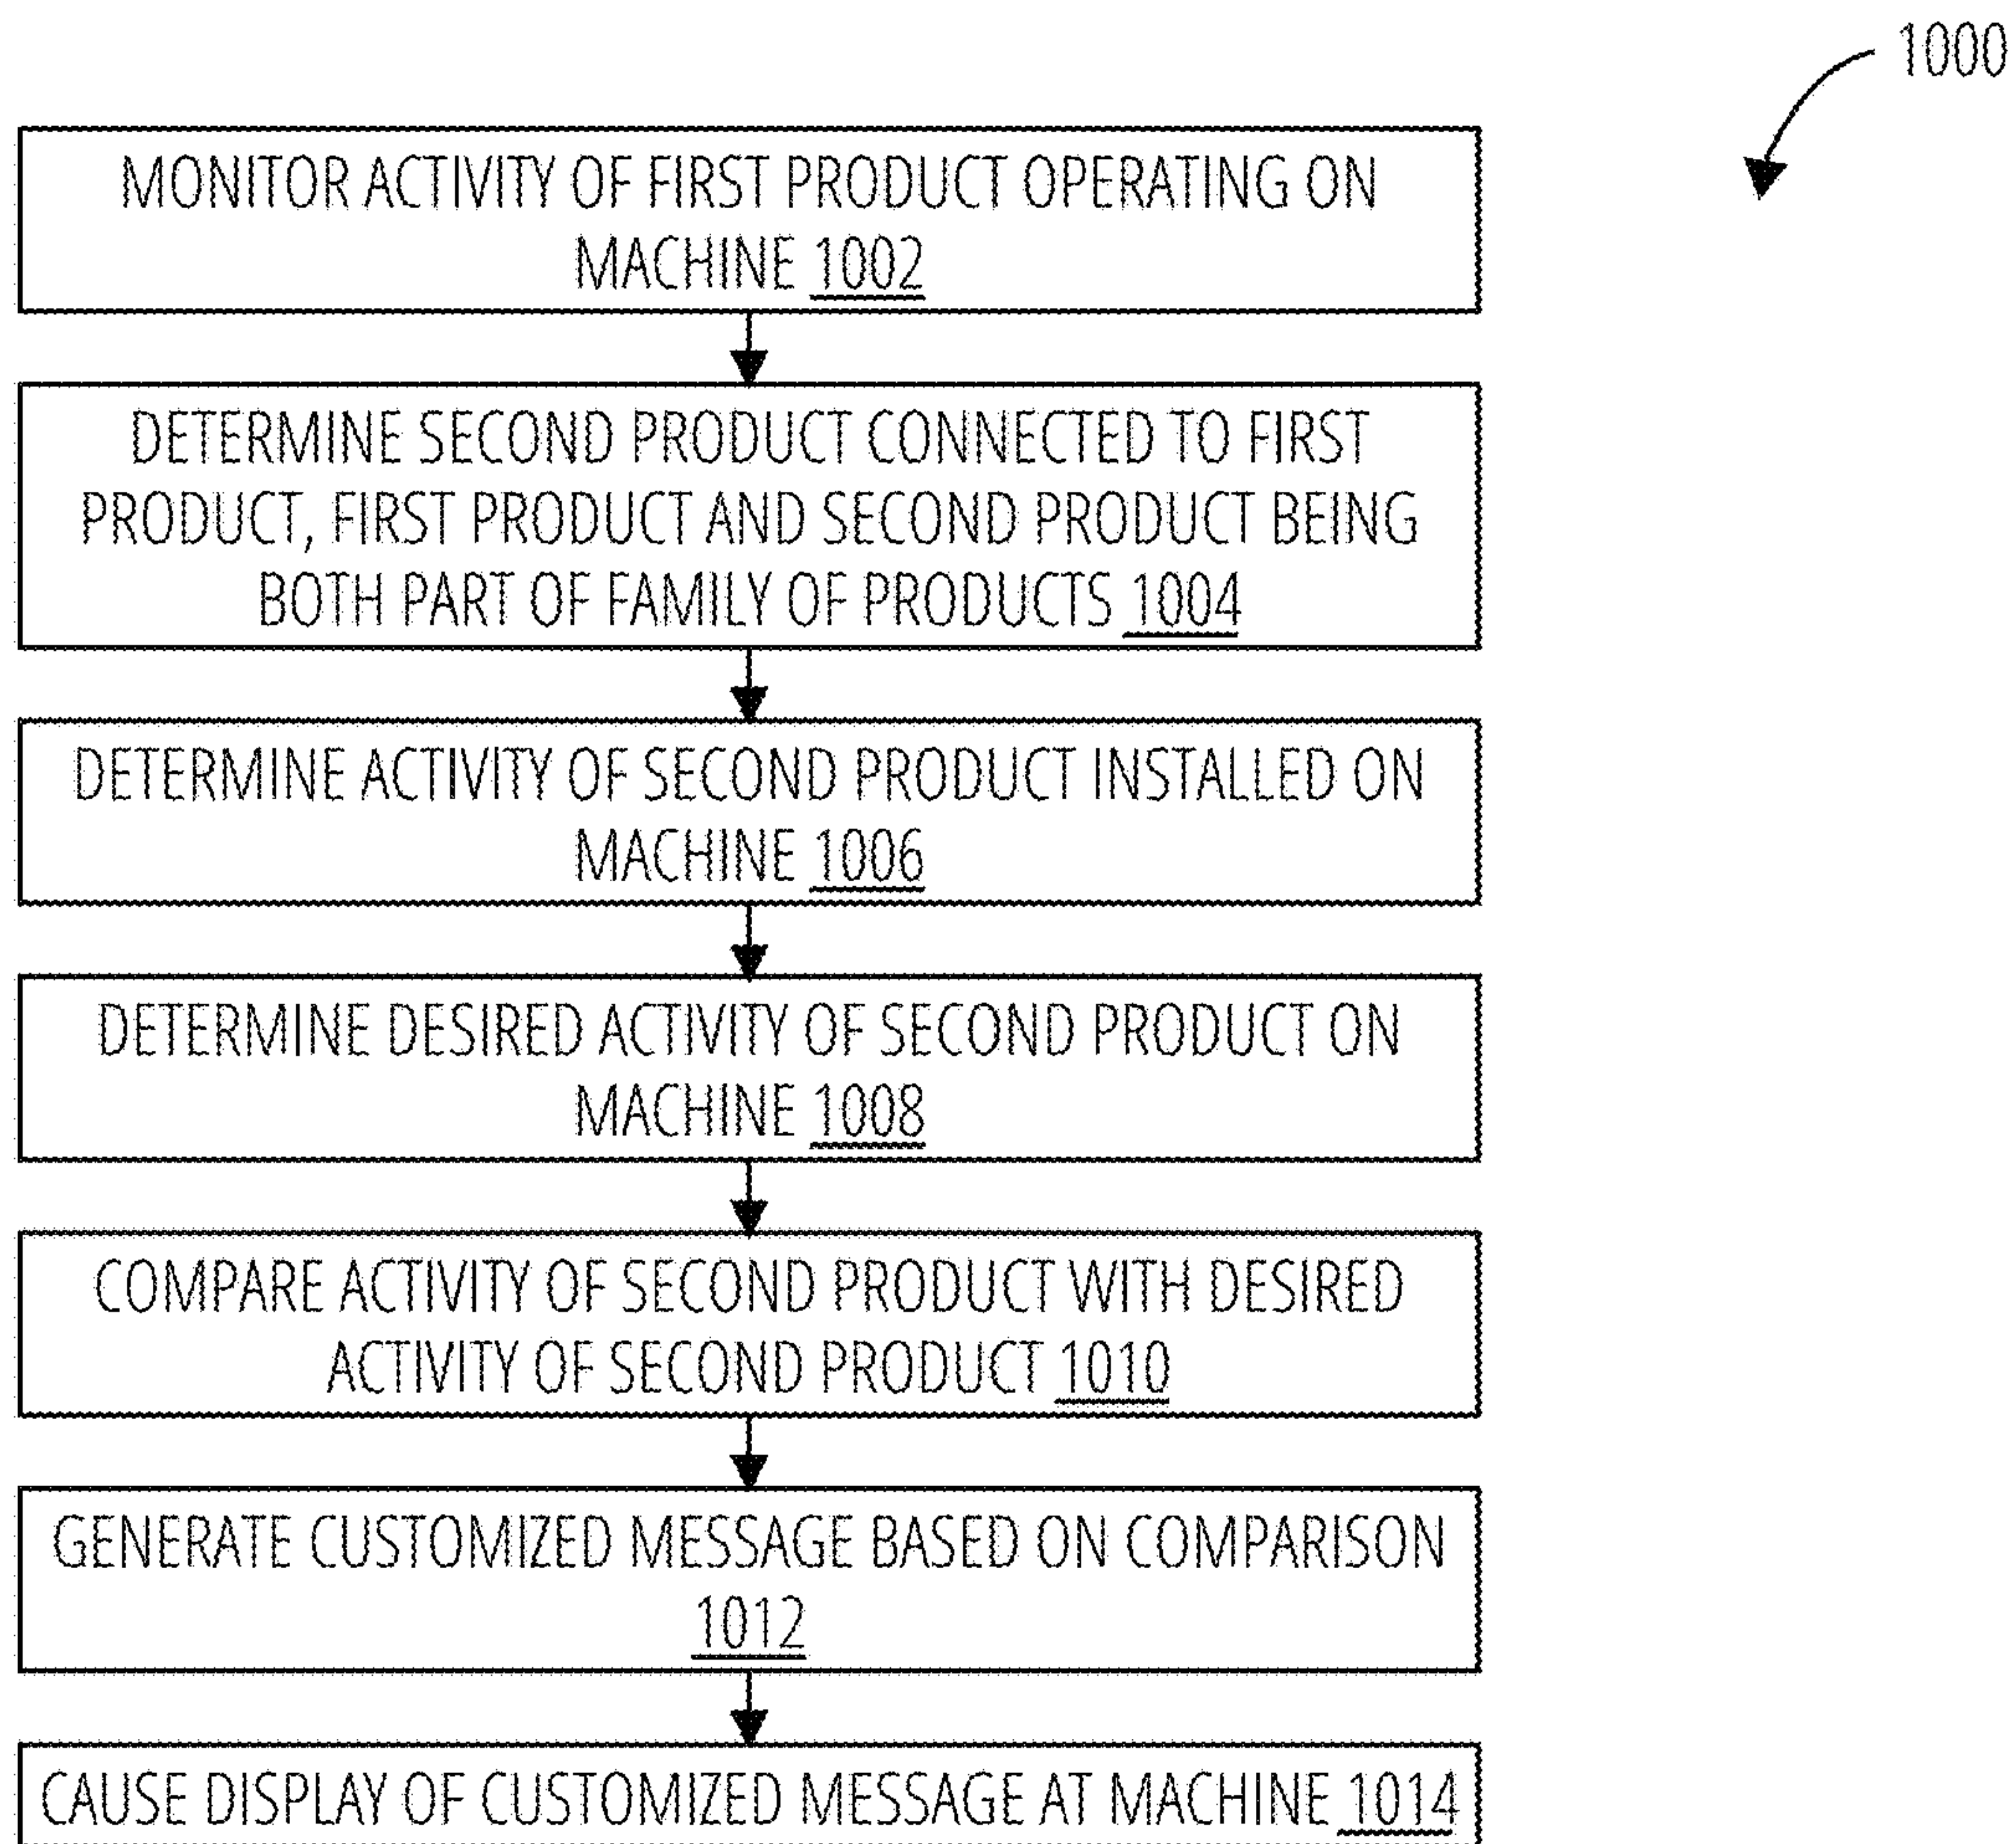 1000
MONITOR ACTIVITY OF FIRST PRODUCT OPERATING ON
MACHINE 1002
DETERMINE SECOND PRODUCT CONNECTED TO FIRST
PRODUCT, FIRST PRODUCT AND SECOND PRODUCT BEING
BOTH PART OF FAMILY OF PRODUCTS 1004
DETERMINE ACTIVITY OF SECOND PRODUCT INSTALLED ON
MACHINE 1006
DETERMINE DESIRED ACTIVITY OF SECOND PRODUCT ON
MACHINE 1008
COMPARE ACTIVITY OF SECOND PRODUCT WITH DESIRED
ACTIVITY OF SECOND PRODUCT 1010
GENERATE CUSTOMIZED MESSAGE BASED ON COMPARISON
1012
CAUSE DISPLAY OF CUSTOMIZED MESSAGE AT MACHINE 1014